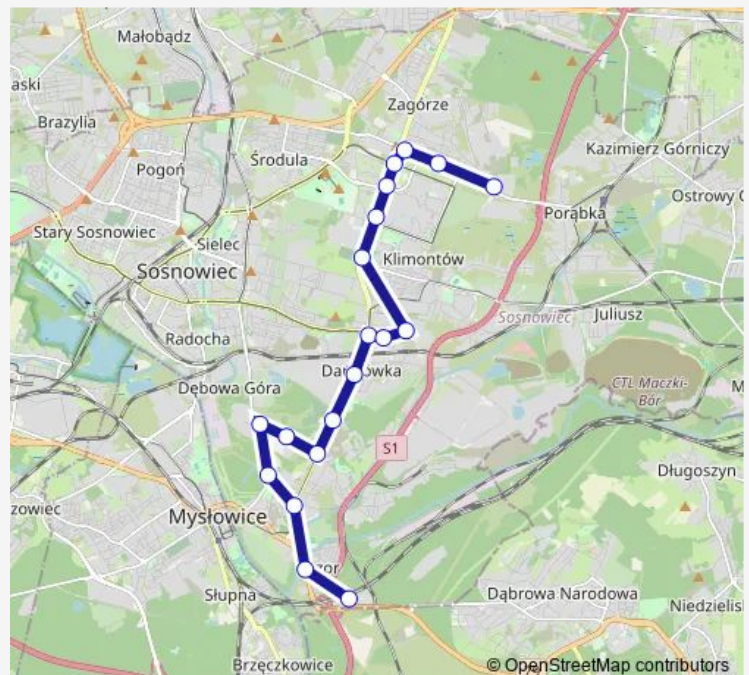 Małobądz
aski
Zagórze
Brazylia
Kazimierz Górniczy
Środula
Pogoń
Ostrowy G
Porąbka
Stary Sosnowiec
Sielec
Klimontów
Sosnowiec
Sosnowiec
Juliusz
Radocha
Dębowa Góra
CTL Maczki-
Bór
M
S1
Długoszyn
zowiec
Mysłowice
Słupna
Dąbrowa Narodowa
Niedzielis
Brzęczkowice
© OpenStreetMap contributors